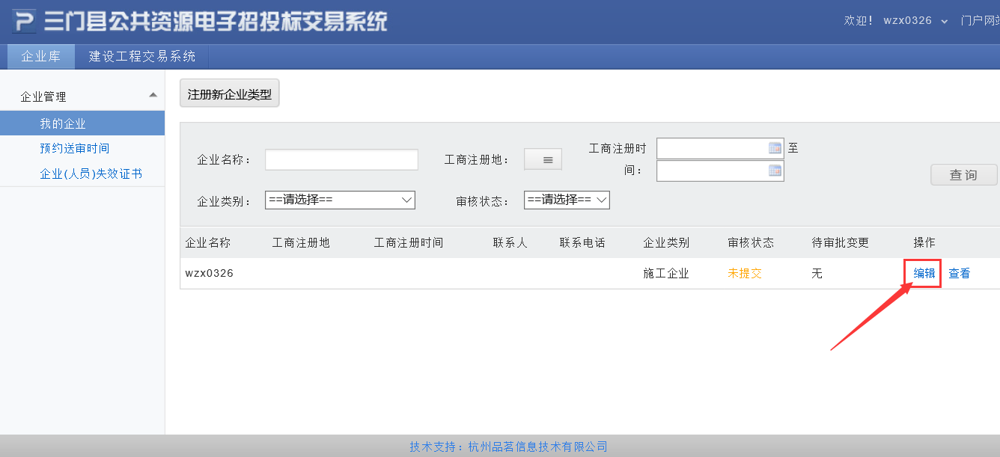 三门县公共资源电子招投标交易系统
欢迎! wzx0326 门户网站
企业库 建设工程交易系统
企业管理
我的企业
预约送审时间
企业(人员)失效证书
注册新企业类型
企业名称: 工商注册地: 工商注册时间: 至
查询
企业类别: ==请选择== 审核状态: ==请选择==
企业名称 工商注册地 工商注册时间 联系人 联系电话 企业类别 审核状态 待审批变更 操作
wzx0326 施工企业 未提交 无 编辑 查看
技术支持: 杭州品茗信息技术有限公司